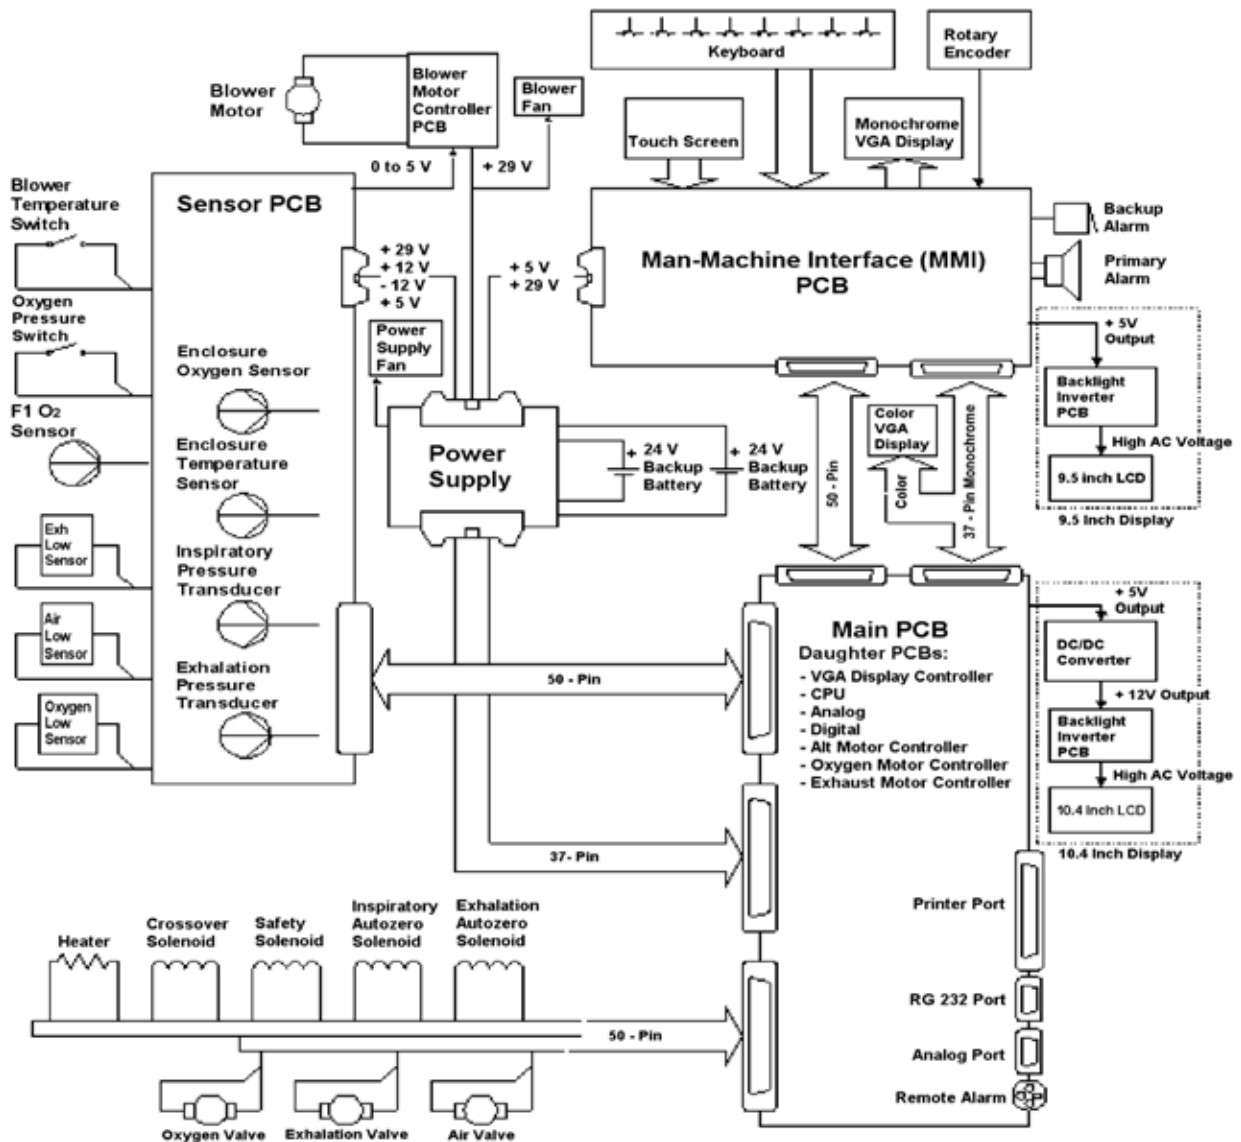 Keyboard
Rotary
Encoder
Blower
Motor
Blower
Motor
Controller
PCB
Blower
Fan
Touch Screen
Monochrome
VGA Display
0 to 5 V
+ 29 V
Blower
Temperature
Switch
Sensor PCB
+ 29 V
+ 12 V
- 12 V
+ 5 V
+ 5 V
+ 29 V
Man-Machine Interface (MMI)
PCB
Backup
Alarm
Primary
Alarm
Oxygen
Pressure
Switch
Power
Supply
Fan
+ 5V
Output
Enclosure
Oxygen Sensor
Backlight
Inverter
PCB
F1 O2
Sensor
Color
VGA
Display
High AC Voltage
Enclosure
Temperature
Sensor
Power
Supply
+ 24 V
Backup
Battery
+ 24 V
Backup
Battery
50 - Pin
Color
37 - Pin Monochrome
9.5 inch LCD
9.5 Inch Display
Exh
Low
Sensor
Inspiratory
Pressure
Transducer
+ 5V
Output
Air
Low
Sensor
Main PCB
Daughter PCBs:
- VGA Display Controller
- CPU
- Analog
- Digital
- Alt Motor Controller
- Oxygen Motor Controller
- Exhaust Motor Controller
DC/DC
Converter
Exhalation
Pressure
Transducer
50 - Pin
+ 12V Output
Oxygen
Low
Sensor
Backlight
Inverter
PCB
High AC Voltage
10.4 Inch LCD
10.4 Inch Display
37- Pin
Printer Port
Heater
Crossover
Solenoid
Safety
Solenoid
Inspiratory
Autozero
Solenoid
Exhalation
Autozero
Solenoid
RG 232 Port
50 - Pin
Analog Port
Remote Alarm
Oxygen Valve
Exhalation Valve
Air Valve